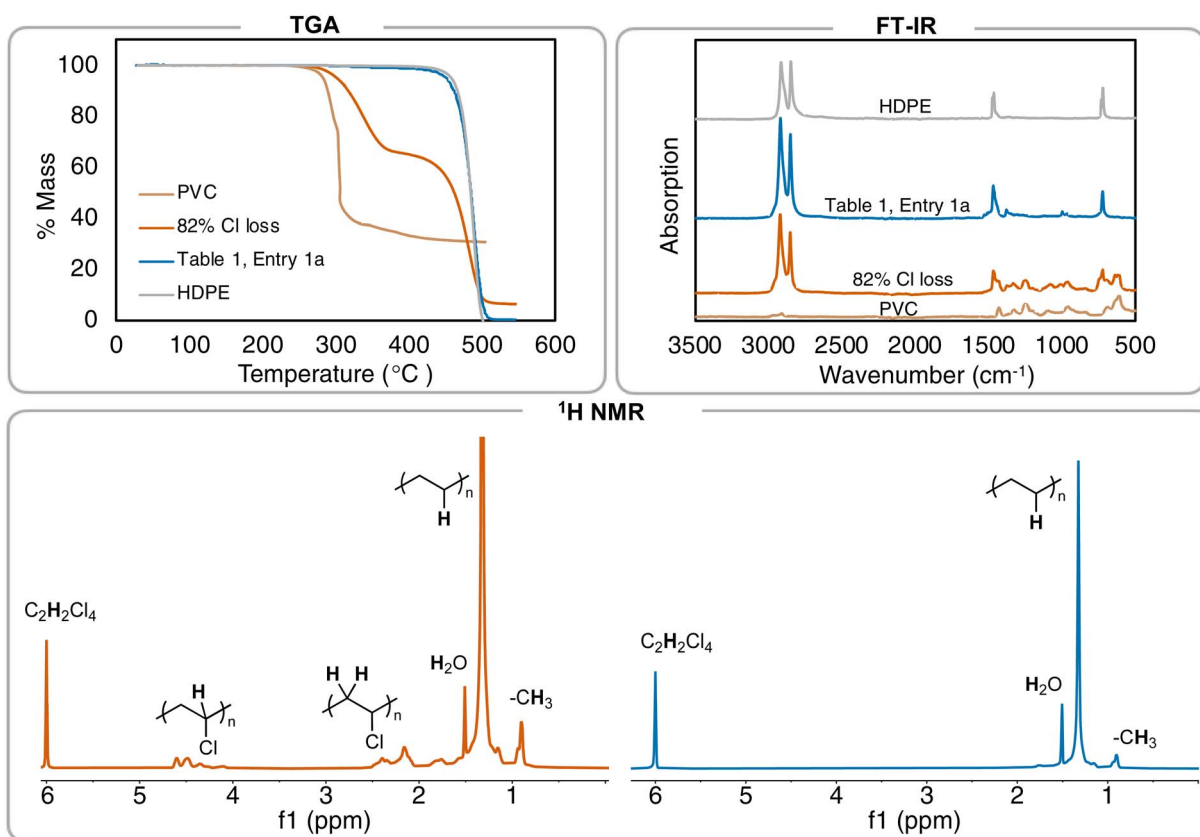 TGA
100
80
60
40
20
0
% Mass
PVC
82% Cl loss
Table 1, Entry 1a
HDPE
0 100 200 300 400 500 600
Temperature (°C )
FT-IR
Absorption
HDPE
Table 1, Entry 1a
82% Cl loss
PVC
3500 3000 2500 2000 1500 1000 500
Wavenumber (cm⁻¹)
¹H NMR
C₂H₂Cl₄
H
Cl
n
H H
Cl
n
H₂O
n
H
-CH₃
6 5 4 3 2 1
f1 (ppm)
C₂H₂Cl₄
n
H
H₂O
-CH₃
6 5 4 3 2 1
f1 (ppm)